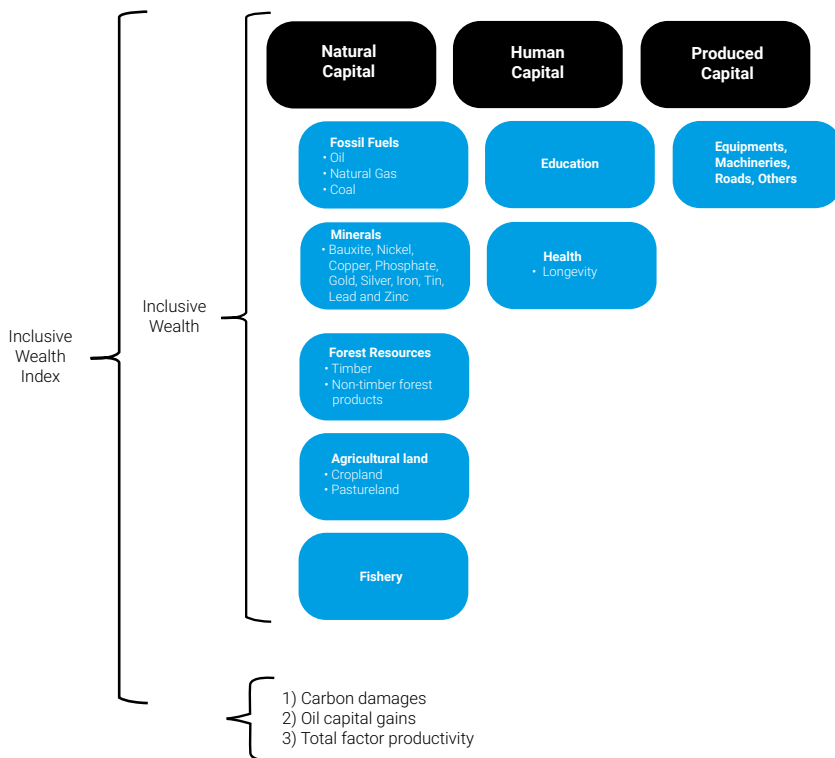 Inclusive
Wealth
Index
Inclusive
Wealth
Natural
Capital
Fossil Fuels
• Oil
• Natural Gas
• Coal
Minerals
• Bauxite, Nickel,
Copper, Phosphate,
Gold, Silver, Iron, Tin,
Lead and Zinc
Forest Resources
• Timber
• Non-timber forest
products
Agricultural land
• Cropland
• Pastureland
Fishery
Human
Capital
Education
Health
• Longevity
Produced
Capital
Equipments,
Machineries,
Roads, Others
1) Carbon damages
2) Oil capital gains
3) Total factor productivity